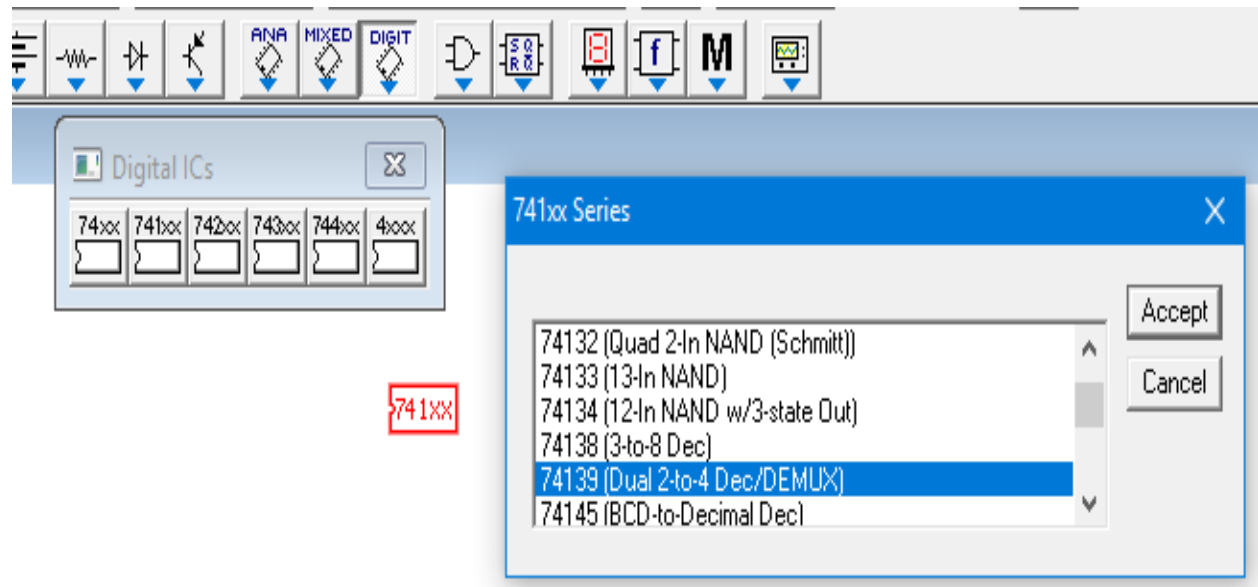 ANA MIXED DIGIT
S Q
R Q
f M
Digital ICs
74xx 741xx 742xx 743xx 744xx 4xxx
741xx
741xx Series
74132 (Quad 2-In NAND (Schmitt))
74133 (13-In NAND)
74134 (12-In NAND w/3-state Out)
74138 (3-to-8 Dec)
74139 (Dual 2-to-4 Dec/DEMUX)
74145 (BCD-to-Decimal Dec)
Accept
Cancel